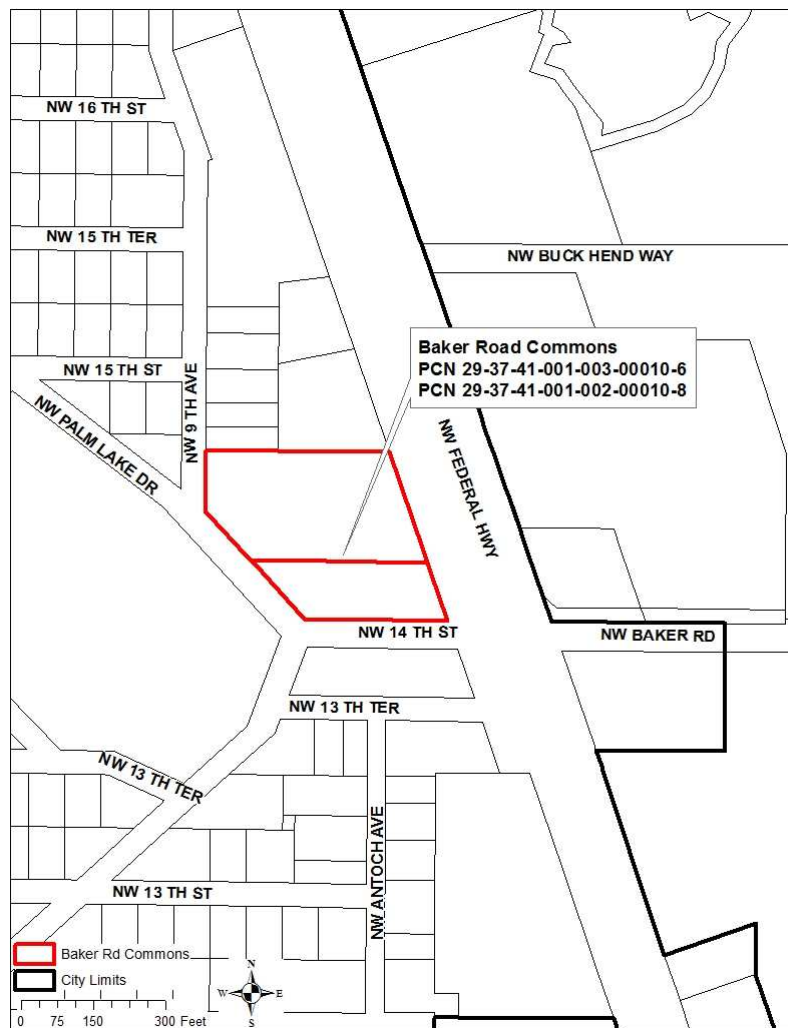 NW 16 TH ST
NW 15 TH TER
NW BUCK HEND WAY
Baker Road Commons
PCN 29-37-41-001-003-00010-6
PCN 29-37-41-001-002-00010-8
NW 15 TH ST
NW 9 TH AVE
NW PALM LAKE DR
NW FEDERAL HWY
NW 14 TH ST
NW BAKER RD
NW 13 TH TER
NW 13 TH TER
NW ANTOCH AVE
NW 13 TH ST
Baker Rd Commons
City Limits
N
W E
S
0 75 150 300 Feet